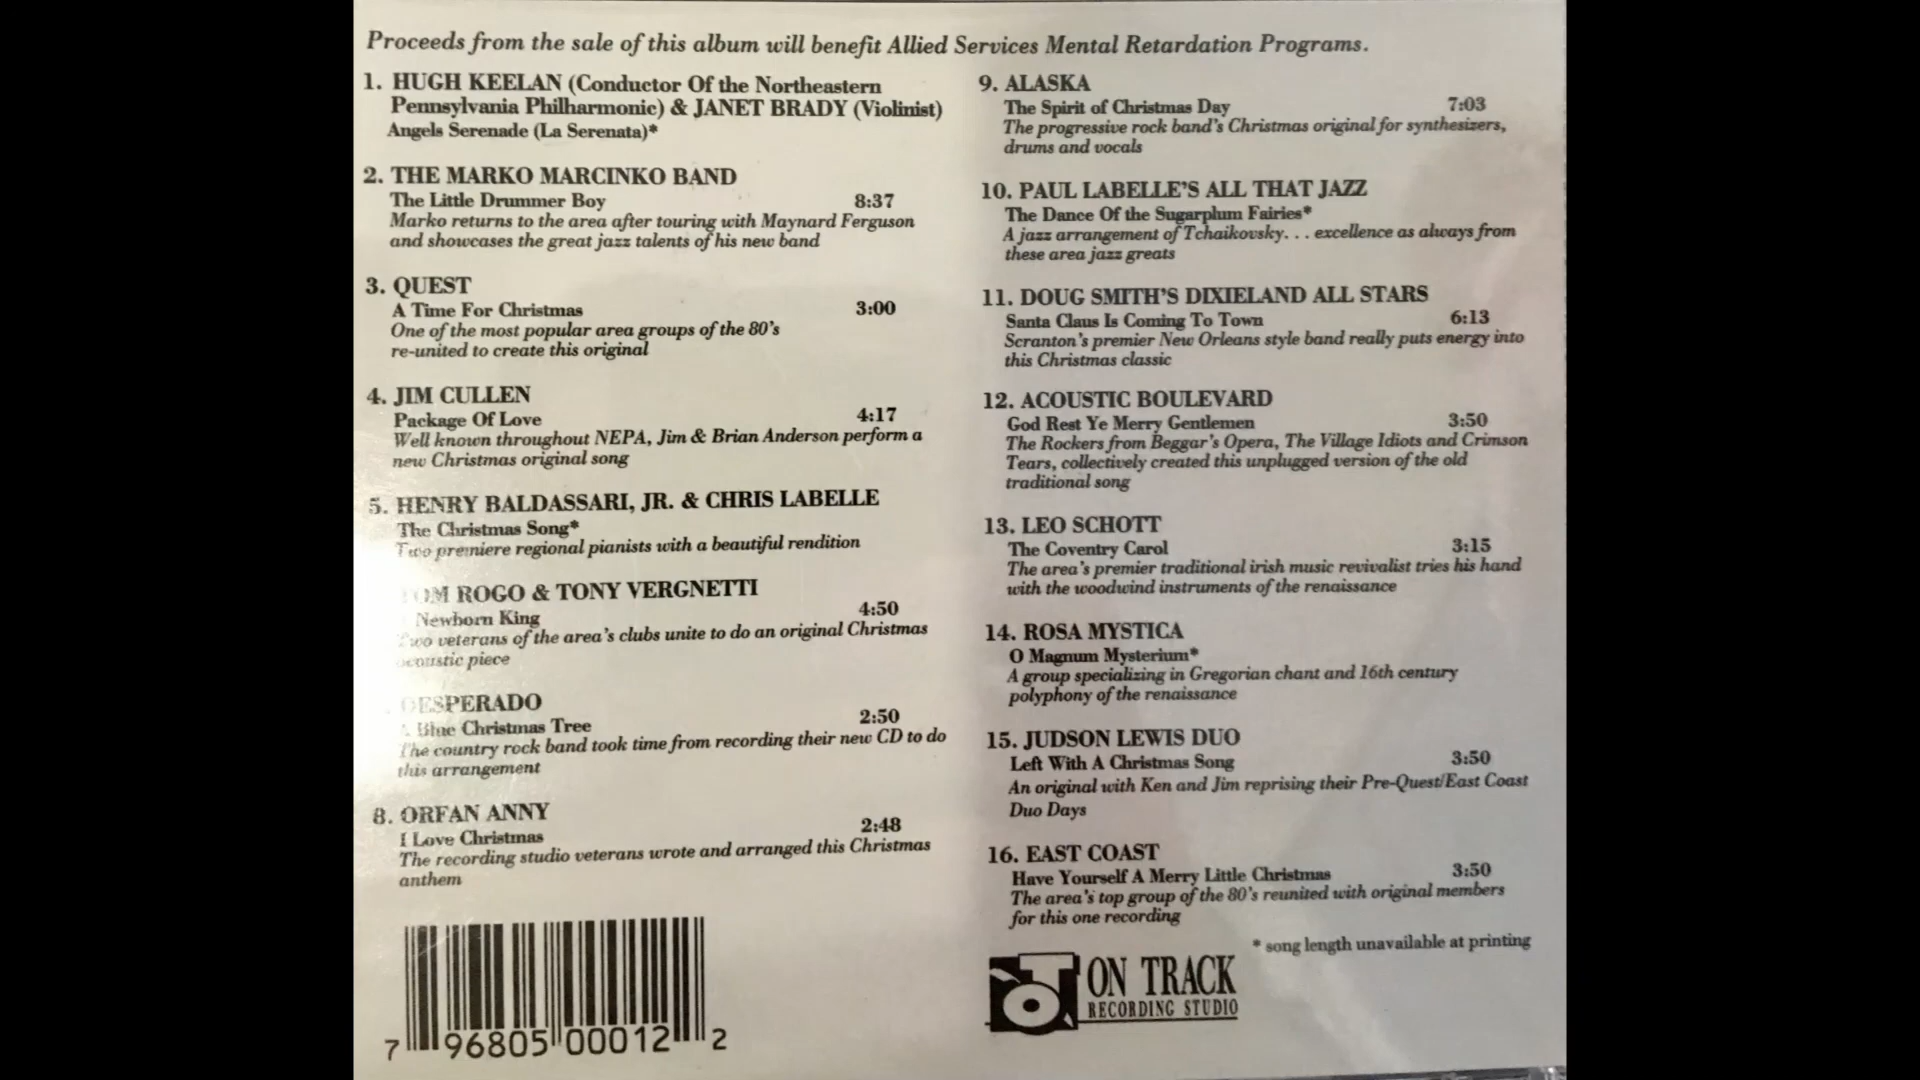 Proceeds from the sale of this album will benefit Allied Services Mental Retardation Programs.
1. HUGH KEELAN (Conductor Of the Northeastern
Pennsylvania Philharmonic) & JANET BRADY (Violinist)
Angels Serenade (La Serenata)*
2. THE MARKO MARCINKO BAND
The Little Drummer Boy 8:37
Marko returns to the area after touring with Maynard Ferguson
and showcases the great jazz talents of his new band
3. QUEST
A Time For Christmas 3:00
One of the most popular area groups of the 80's
re-united to create this original
4. JIM CULLEN
Package Of Love 4:17
Well known throughout NEPA, Jim & Brian Anderson perform a
new Christmas original song
5. HENRY BALDASSARI, JR. & CHRIS LABELLE
The Christmas Song*
Two premiere regional pianists with a beautiful rendition
TOM ROGO & TONY VERGNETTI
Newborn King 4:50
Two veterans of the area's clubs unite to do an original Christmas
acoustic piece
DESPERADO
Blue Christmas Tree 2:50
The country rock band took time from recording their new CD to do
this arrangement
8. ORFAN ANNY
I Love Christmas 2:48
The recording studio veterans wrote and arranged this Christmas
anthem
7 96805 00012 2
9. ALASKA
The Spirit of Christmas Day 7:03
The progressive rock band's Christmas original for synthesizers,
drums and vocals
10. PAUL LABELLE'S ALL THAT JAZZ
The Dance Of the Sugarplum Fairies*
A jazz arrangement of Tchaikovsky. . . excellence as always from
these area jazz greats
11. DOUG SMITH'S DIXIELAND ALL STARS
Santa Claus Is Coming To Town 6:13
Scranton's premier New Orleans style band really puts energy into
this Christmas classic
12. ACOUSTIC BOULEVARD
God Rest Ye Merry Gentlemen 3:50
The Rockers from Beggar's Opera, The Village Idiots and Crimson
Tears, collectively created this unplugged version of the old
traditional song
13. LEO SCHOTT
The Coventry Carol 3:15
The area's premier traditional irish music revivalist tries his hand
with the woodwind instruments of the renaissance
14. ROSA MYSTICA
O Magnum Mysterium*
A group specializing in Gregorian chant and 16th century
polyphony of the renaissance
15. JUDSON LEWIS DUO
Left With A Christmas Song 3:50
An original with Ken and Jim reprising their Pre-Quest/East Coast
Duo Days
16. EAST COAST
Have Yourself A Merry Little Christmas 3:50
The area's top group of the 80's reunited with original members
for this one recording
* song length unavailable at printing
OT ON TRACK
RECORDING STUDIO